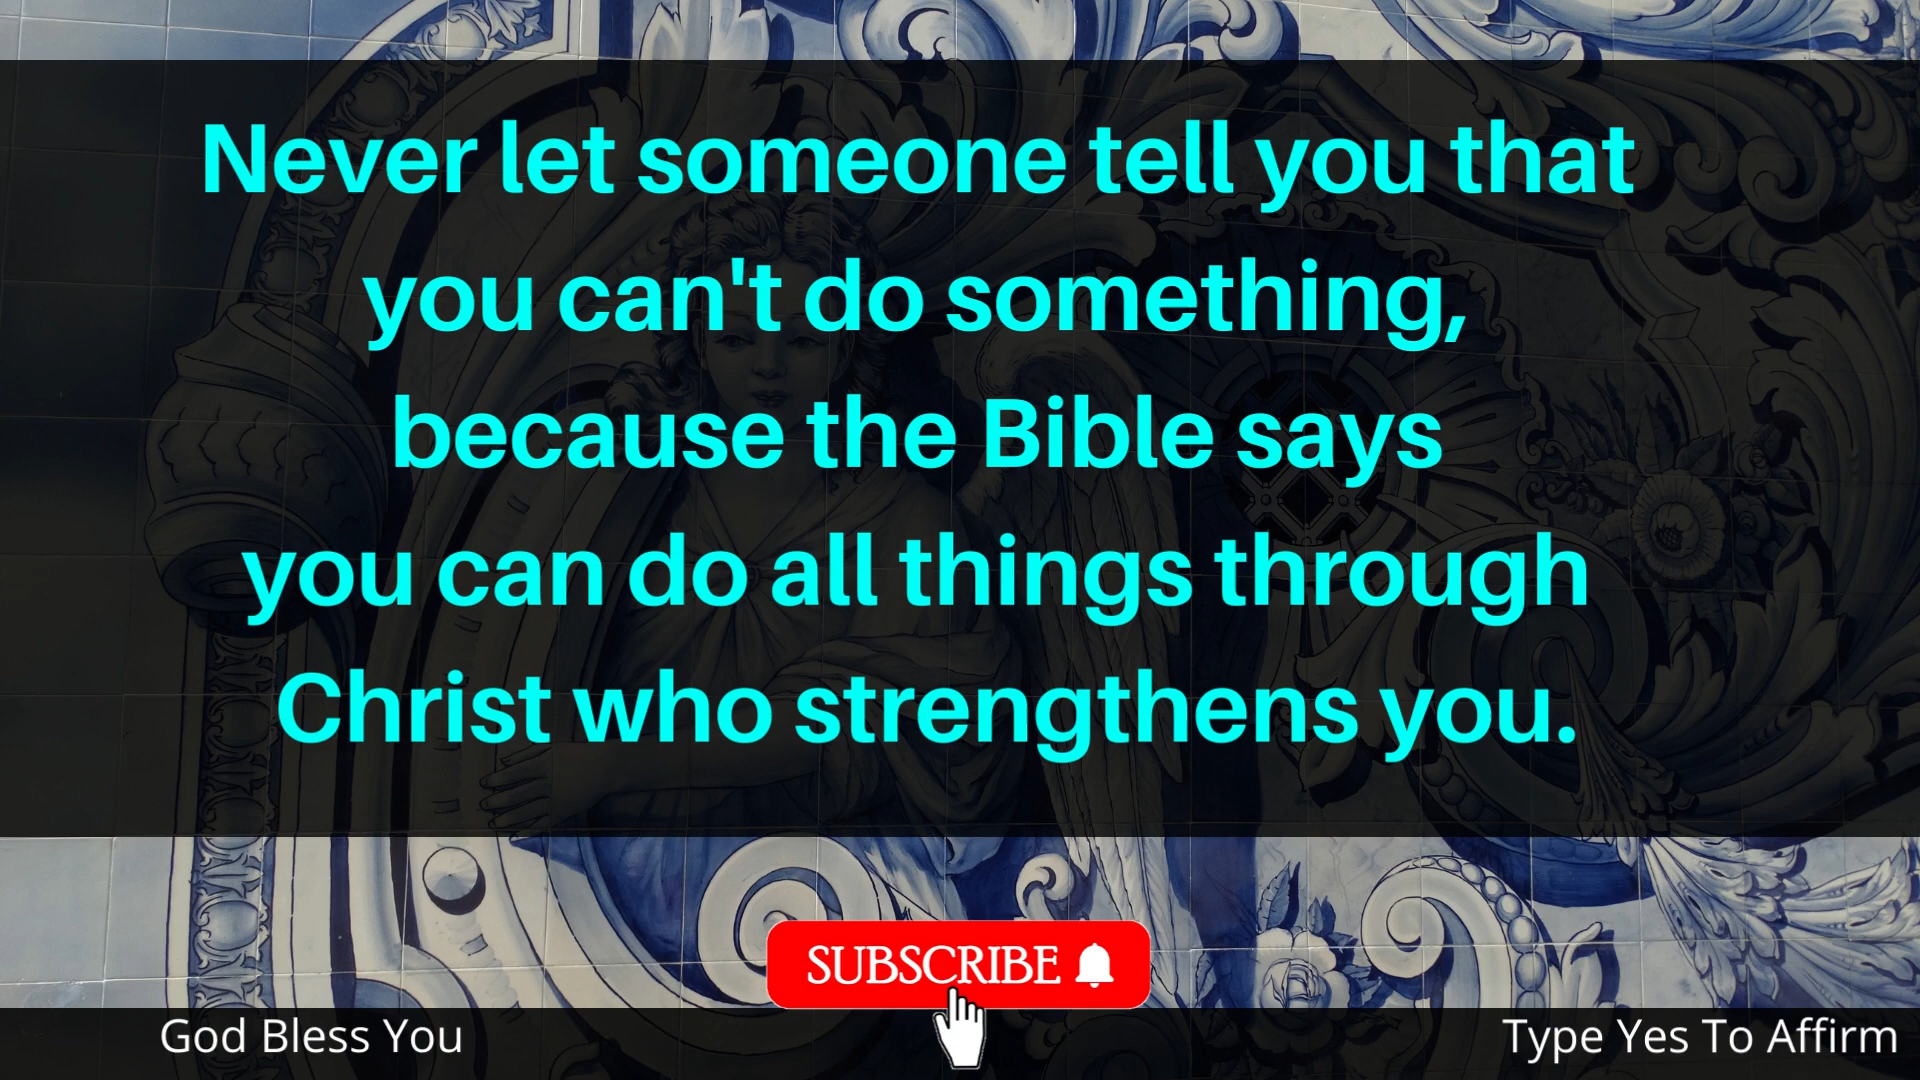 Never let someone tell you that
you can't do something,
because the Bible says
you can do all things through
Christ who strengthens you.
SUBSCRIBE
God Bless You
Type Yes To Affirm